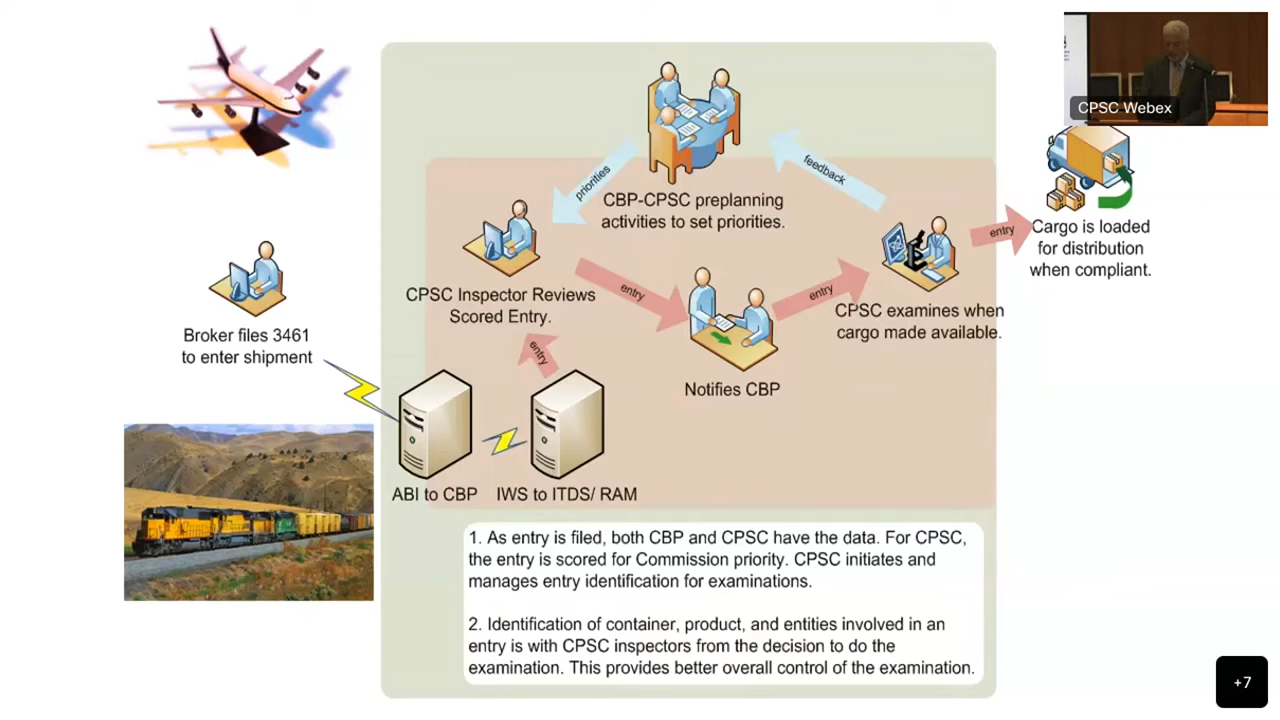 CPSC Webex
priorities
feedback
CBP-CPSC preplanning
activities to set priorities.
entry
Cargo is loaded
for distribution
when compliant.
CPSC Inspector Reviews
Scored Entry.
entry
entry
CPSC examines when
cargo made available.
Broker files 3461
to enter shipment
entry
Notifies CBP
ABI to CBP
IWS to ITDS/ RAM
1. As entry is filed, both CBP and CPSC have the data. For CPSC,
the entry is scored for Commission priority. CPSC initiates and
manages entry identification for examinations.
2. Identification of container, product, and entities involved in an
entry is with CPSC inspectors from the decision to do the
examination. This provides better overall control of the examination.
+7